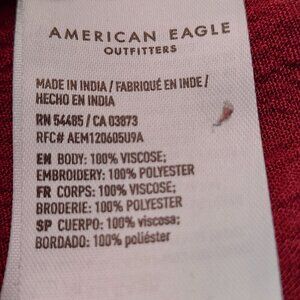 AMERICAN EAGLE
OUTFITTERS
MADE IN INDIA / FABRIQUÉ EN INDE /
HECHO EN INDIA
RN 54485 / CA 03873
RFC# AEM120605U9A
EN BODY: 100% VISCOSE;
EMBROIDERY: 100% POLYESTER
FR CORPS: 100% VISCOSE;
BRODERIE: 100% POLYESTER
SP CUERPO: 100% viscosa;
BORDADO: 100% poliéster